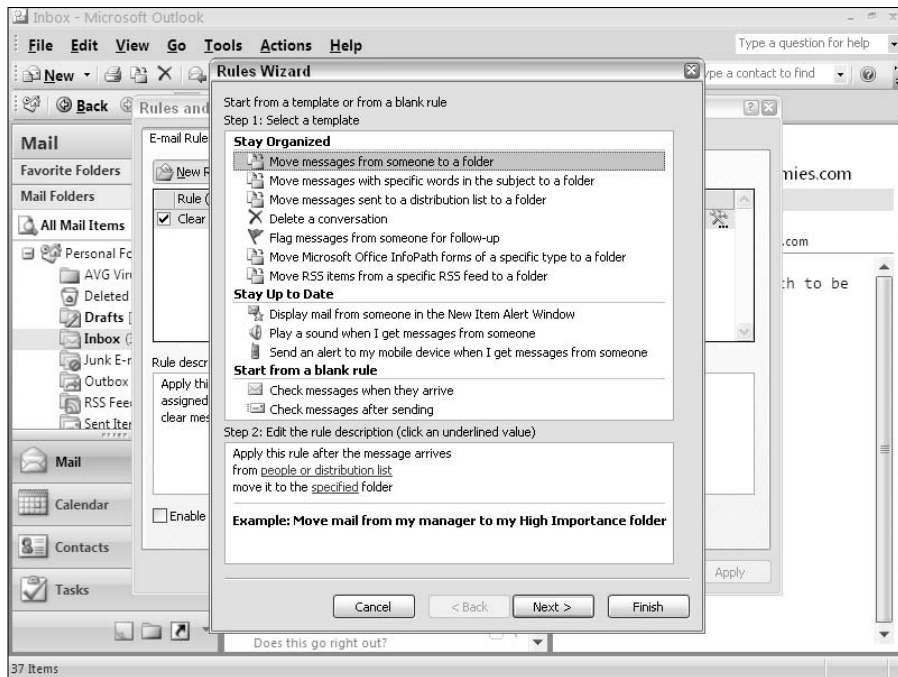 Inbox - Microsoft Outlook
File Edit View Go Tools Actions Help
Type a question for help
New
ype a contact to find
Back
Rules and
Rules Wizard
Mail
Favorite Folders
Mail Folders
All Mail Items
Personal Fo
AVG Viru
Deleted
Drafts [
Inbox (
Junk E-r
Outbox
RSS Fee
Sent Iter
Mail
Calendar
Contacts
Tasks
37 Items
E-mail Rule
New R
Rule (
Clear
Rule descr
Apply thi
assigned
clear mes
Enable
Start from a template or from a blank rule
Step 1: Select a template
Stay Organized
Move messages from someone to a folder
Move messages with specific words in the subject to a folder
Move messages sent to a distribution list to a folder
Delete a conversation
Flag messages from someone for follow-up
Move Microsoft Office InfoPath forms of a specific type to a folder
Move RSS items from a specific RSS feed to a folder
Stay Up to Date
Display mail from someone in the New Item Alert Window
Play a sound when I get messages from someone
Send an alert to my mobile device when I get messages from someone
Start from a blank rule
Check messages when they arrive
Check messages after sending
Step 2: Edit the rule description (click an underlined value)
Apply this rule after the message arrives
from people or distribution list
move it to the specified folder
Example: Move mail from my manager to my High Importance folder
Cancel < Back Next > Finish
Apply
Does this go right out?
mies.com
.com
th to be